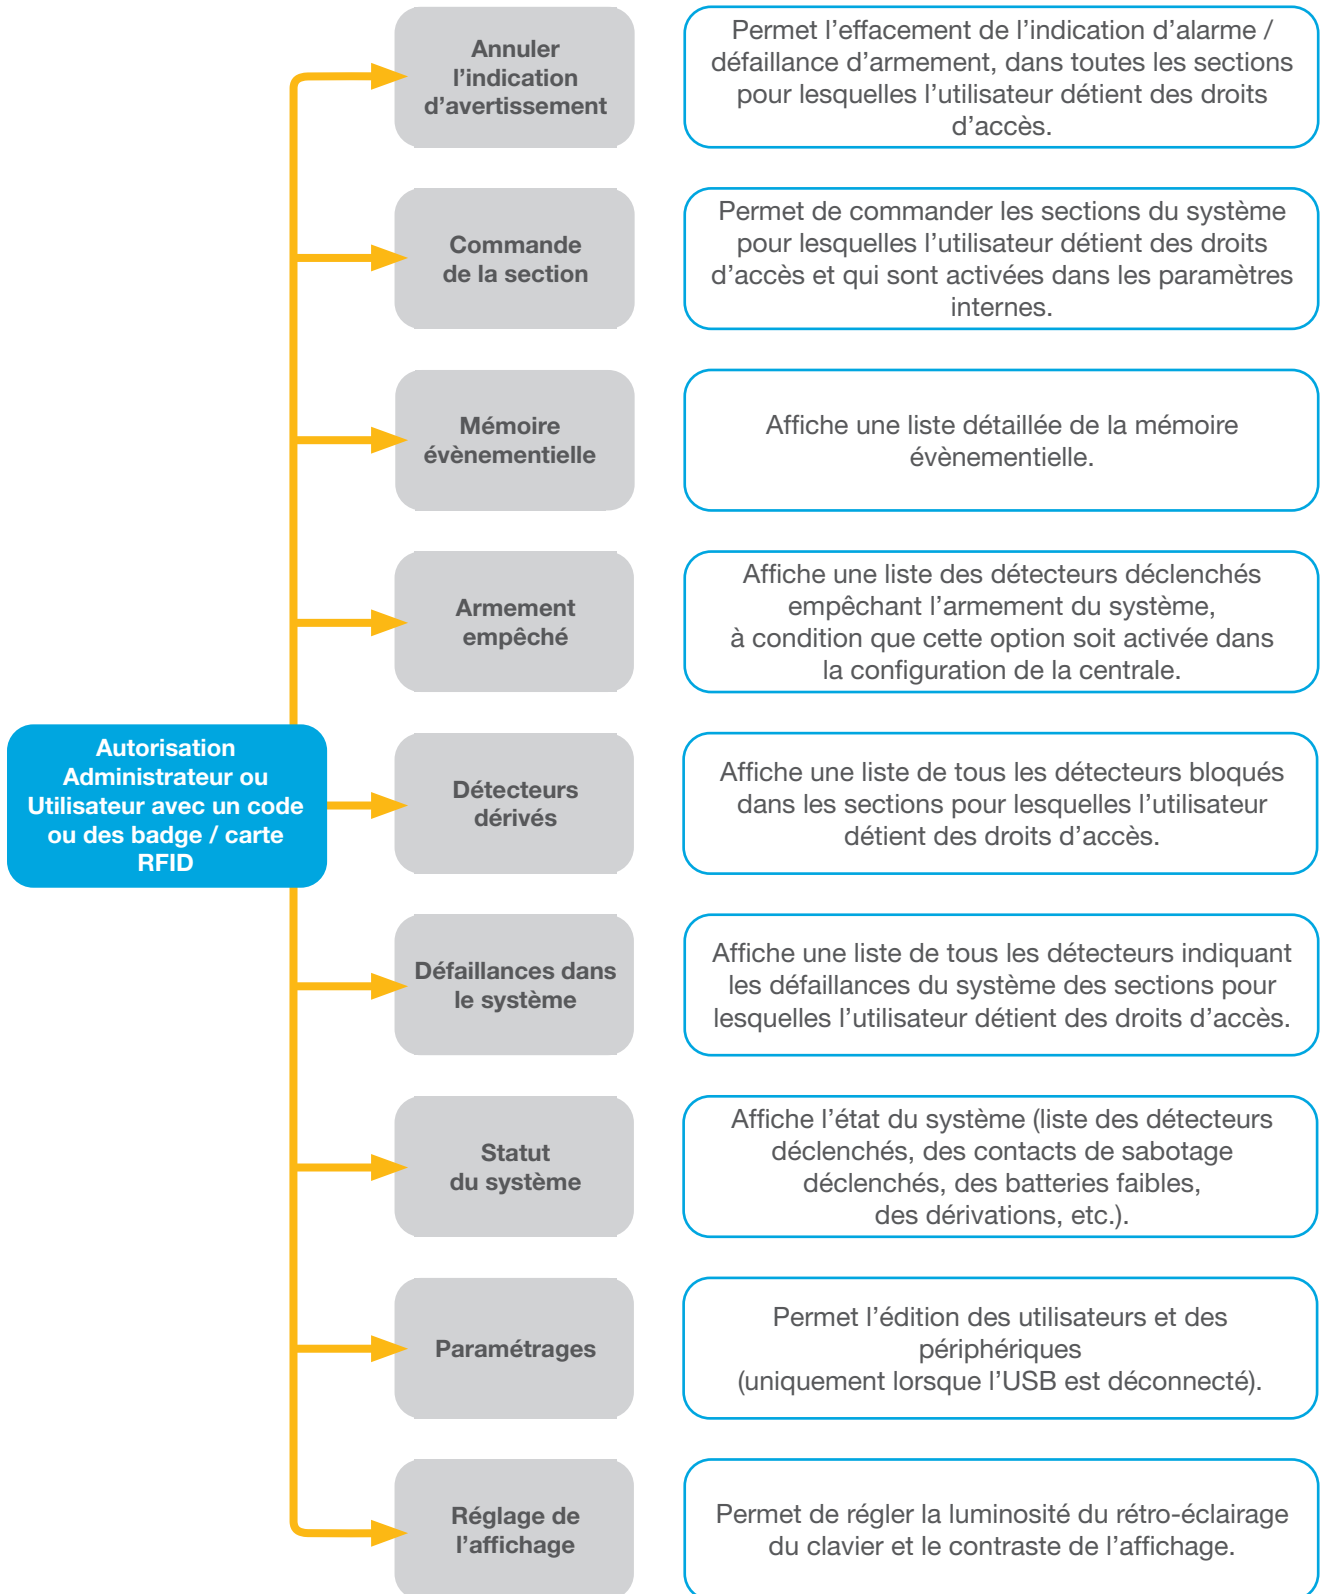 Annuler
l’indication
d’avertissement
Permet l’effacement de l’indication d’alarme /
défaillance d’armement, dans toutes les sections
pour lesquelles l’utilisateur détient des droits
d’accès.
Commande
de la section
Permet de commander les sections du système
pour lesquelles l’utilisateur détient des droits
d’accès et qui sont activées dans les paramètres
internes.
Mémoire
évènementielle
Affiche une liste détaillée de la mémoire
évènementielle.
Armement
empêché
Affiche une liste des détecteurs déclenchés
empêchant l’armement du système,
à condition que cette option soit activée dans
la configuration de la centrale.
Autorisation
Administrateur ou
Utilisateur avec un code
ou des badge / carte
RFID
Détecteurs
dérivés
Affiche une liste de tous les détecteurs bloqués
dans les sections pour lesquelles l’utilisateur
détient des droits d’accès.
Défaillances dans
le système
Affiche une liste de tous les détecteurs indiquant
les défaillances du système des sections pour
lesquelles l’utilisateur détient des droits d’accès.
Statut
du système
Affiche l’état du système (liste des détecteurs
déclenchés, des contacts de sabotage
déclenchés, des batteries faibles,
des dérivations, etc.).
Paramétrages
Permet l’édition des utilisateurs et des
périphériques
(uniquement lorsque l’USB est déconnecté).
Réglage de
l’affichage
Permet de régler la luminosité du rétro-éclairage
du clavier et le contraste de l’affichage.